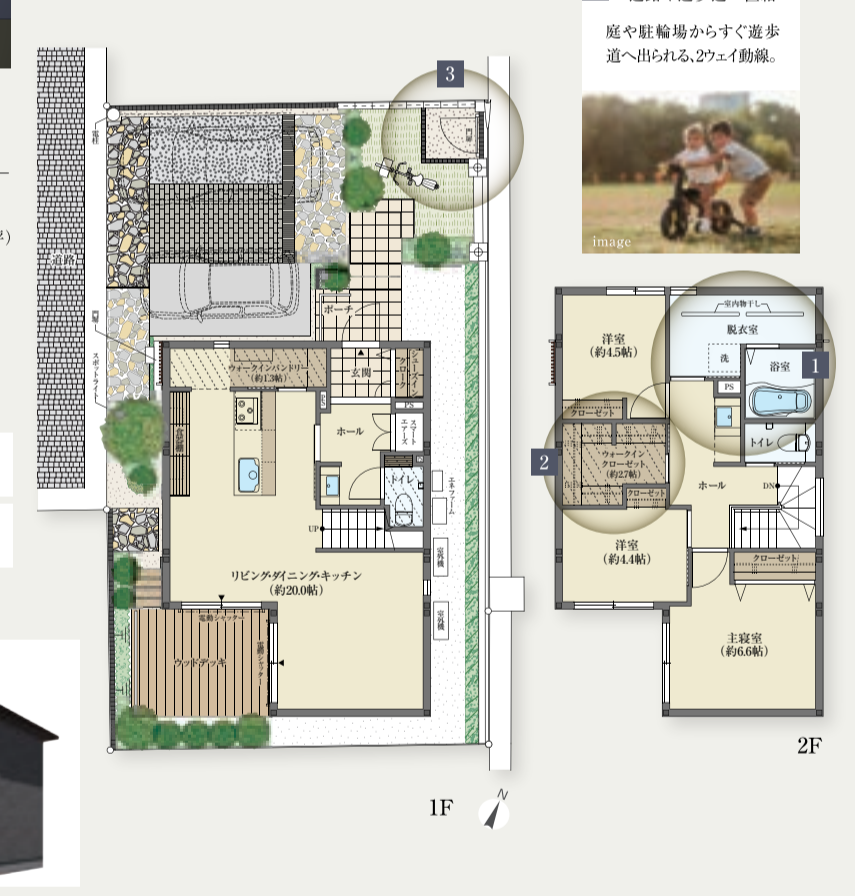 庭や駐輪場からすぐ遊歩
道へ出られる、2ウェイ動線。
image
3
電柱
道路
門扉
スポットライト
ポーチ
ウォークインパントリー
(約1.3帖)
玄関
シューズイン
クローク
PS
PS
ホール
スマート
エアーズ
トイレ
エネファーム
UP
室外機
室外機
リビング・ダイニング・キッチン
(約20.0帖)
電動シャッター
電動シャッター
ウッドデッキ
1F
N
洋室
(約4.5帖)
室内物干し
脱衣室
洗
浴室
1
PS
クローゼット
トイレ
2
ウォークイン
クローゼット
(約2.7帖)
クローゼット
ホール
DN
洋室
(約4.4帖)
クローゼット
主寝室
(約6.6帖)
2F